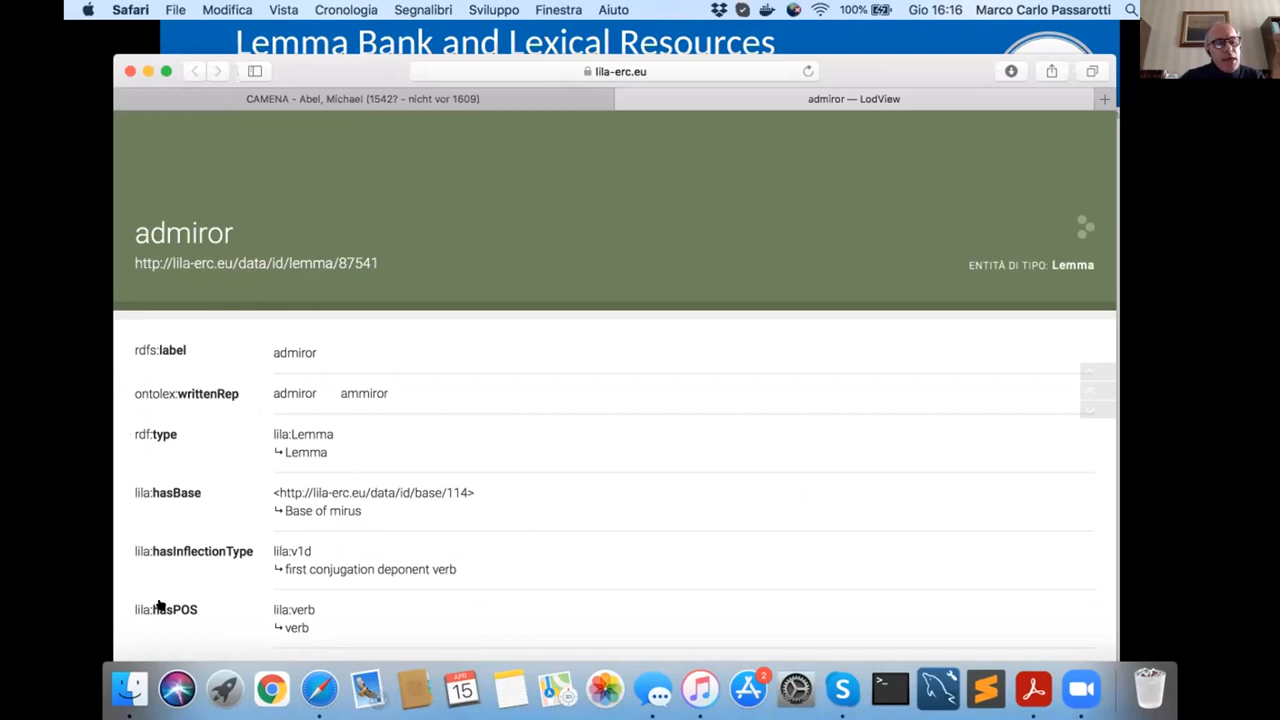 Safari File Modifica Vista Cronologia Segnalibri Sviluppo Finestra Aiuto 100% Gio 16:16 Marco Carlo Passarotti
Lemma Bank and Lexical Resources
lila-erc.eu
CAMENA - Abel, Michael (1542? - nicht vor 1609) admiror — LodView
admiror
http://lila-erc.eu/data/id/lemma/87541
ENTITÀ DI TIPO: Lemma
rdfs:label admiror
ontolex:writtenRep admiror ammiror
rdf:type lila:Lemma
↳ Lemma
lila:hasBase <http://lila-erc.eu/data/id/base/114>
↳ Base of mirus
lila:hasInflectionType lila:v1d
↳ first conjugation deponent verb
lila:hasPOS lila:verb
↳ verb
APR
15
2